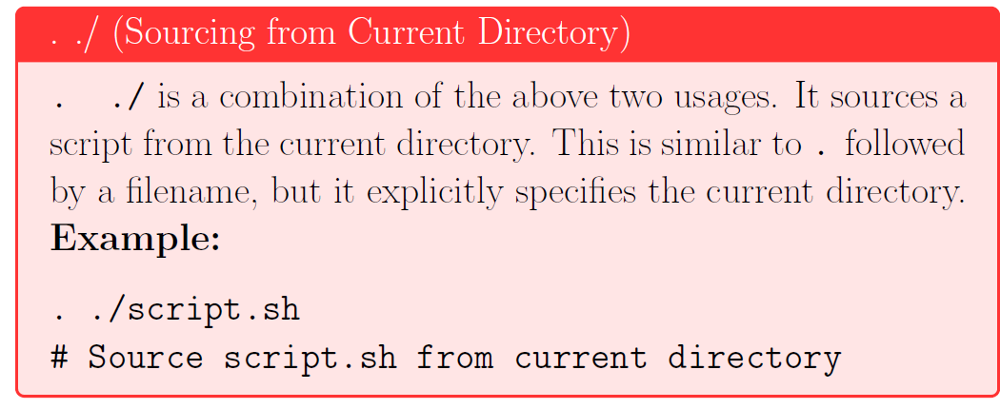 . ./ (Sourcing from Current Directory)
. ./ is a combination of the above two usages. It sources a
script from the current directory. This is similar to . followed
by a filename, but it explicitly specifies the current directory.
Example:
. ./script.sh
# Source script.sh from current directory